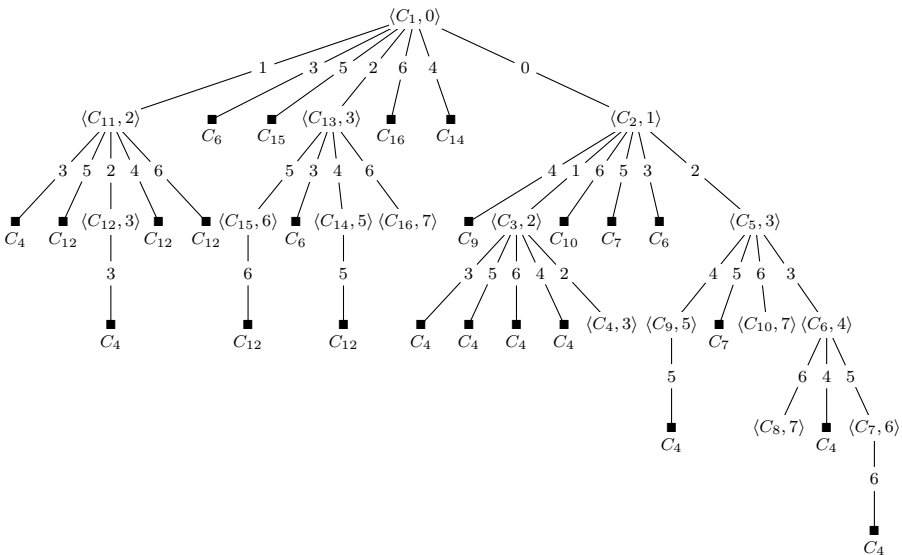 ⟨C₁, 0⟩
1 3 5 2 6 4 0
⟨C₁₁, 2⟩ ⟨C₁₃, 3⟩ ⟨C₂, 1⟩
C₆ C₁₅ C₁₆ C₁₄
3 5 2 4 6 5 3 4 6 4 1 6 5 3 2
⟨C₁₂, 3⟩ ⟨C₁₅, 6⟩ ⟨C₁₄, 5⟩ ⟨C₁₆, 7⟩ ⟨C₃, 2⟩ ⟨C₅, 3⟩
C₄ C₁₂ C₁₂ C₁₂ C₆ C₉ C₁₀ C₇ C₆
3 6 5 3 5 6 4 2 4 5 6 3
⟨C₄, 3⟩ ⟨C₉, 5⟩ ⟨C₁₀, 7⟩ ⟨C₆, 4⟩
C₄ C₁₂ C₁₂ C₄ C₄ C₄ C₄ C₇
5 6 4 5
⟨C₈, 7⟩ ⟨C₇, 6⟩
C₄ C₄
6
C₄